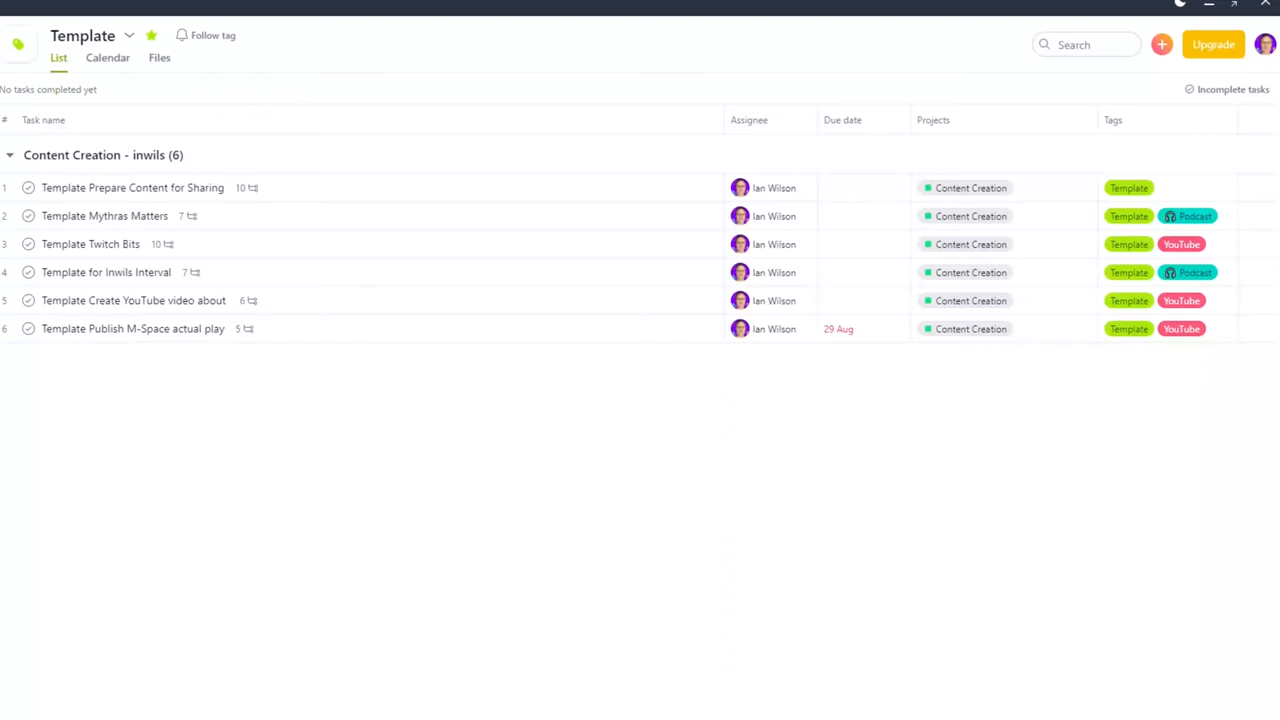 Template
Follow tag
Search
Upgrade
List Calendar Files
No tasks completed yet
Incomplete tasks
# Task name Assignee Due date Projects Tags
Content Creation - inwils (6)
1 Template Prepare Content for Sharing 10 Ian Wilson Content Creation Template
2 Template Mythras Matters 7 Ian Wilson Content Creation Template Podcast
3 Template Twitch Bits 10 Ian Wilson Content Creation Template YouTube
4 Template for Inwils Interval 7 Ian Wilson Content Creation Template Podcast
5 Template Create YouTube video about 6 Ian Wilson Content Creation Template YouTube
6 Template Publish M-Space actual play 5 Ian Wilson 29 Aug Content Creation Template YouTube